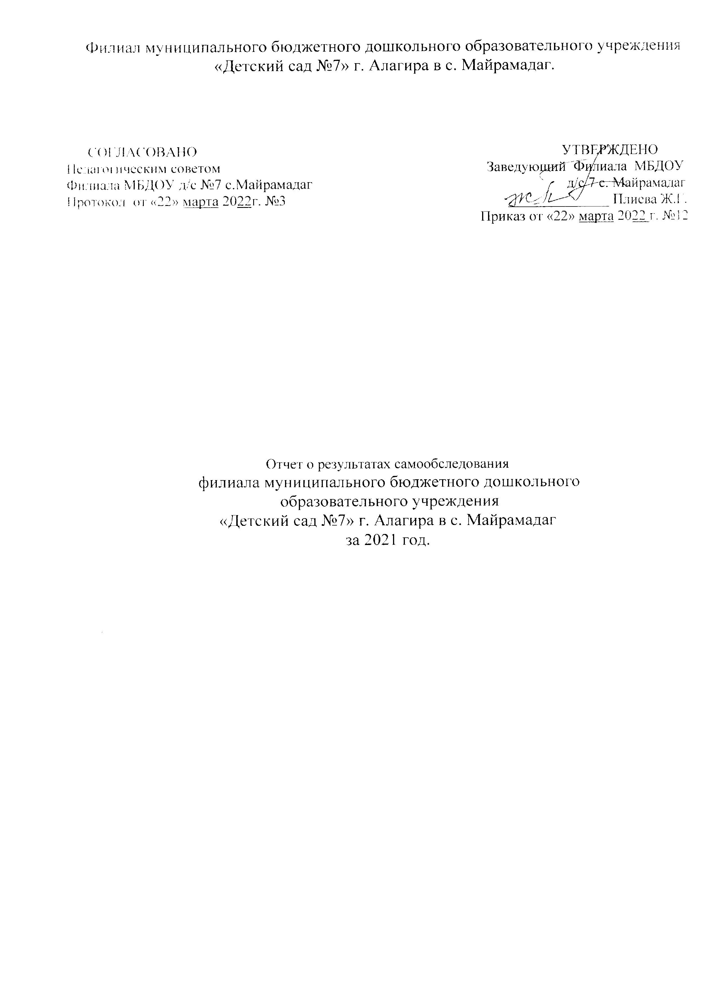 Филиал муниципального бюджетного дошкольного образовательного учреждения
«Детский сад №7» г. Алагира в с. Майрамадаг.
СОГЛАСОВАНО
Педагогическим советом
Филиала МБДОУ д/с №7 с.Майрамадаг
Протокол от «22» марта 2022г. №3
УТВЕРЖДЕНО
Заведующий Филиала МБДОУ
д/с 7 с. Майрамадаг
Плиева Ж.Г.
Приказ от «22» марта 2022 г. №12
Отчет о результатах самообследования
филиала муниципального бюджетного дошкольного
образовательного учреждения
«Детский сад №7» г. Алагира в с. Майрамадаг
за 2021 год.